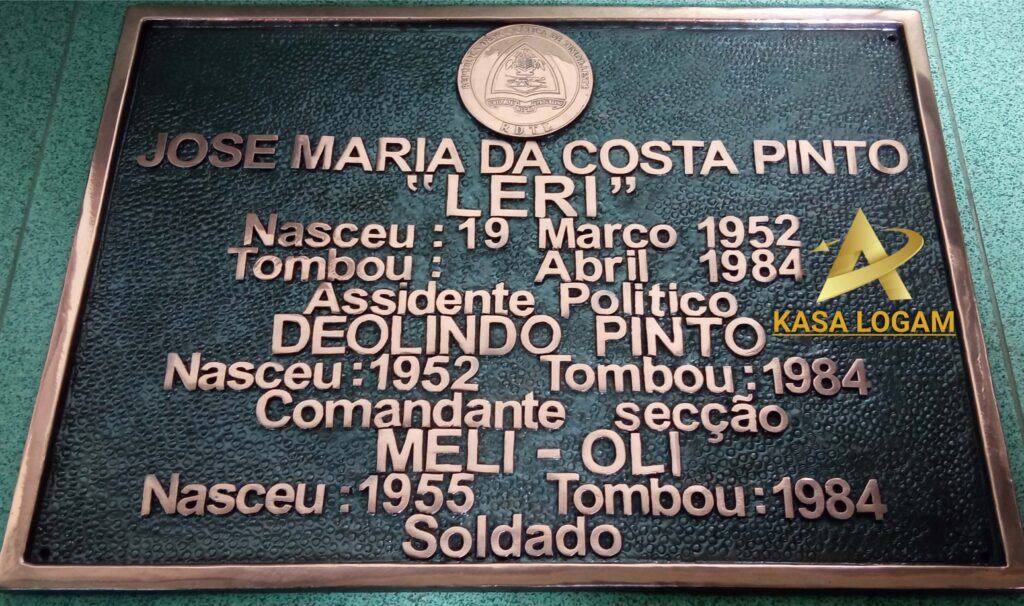 R D T L
JOSE MARIA DA COSTA PINTO
“LERI”
Nasceu : 19 Marco 1952
Tombou : Abril 1984
Assidente Politico
DEOLINDO PINTO
Nasceu : 1952 Tombou : 1984
Comandante secção
MELI - OLI
Nasceu : 1955 Tombou : 1984
Soldado
KASA LOGAM